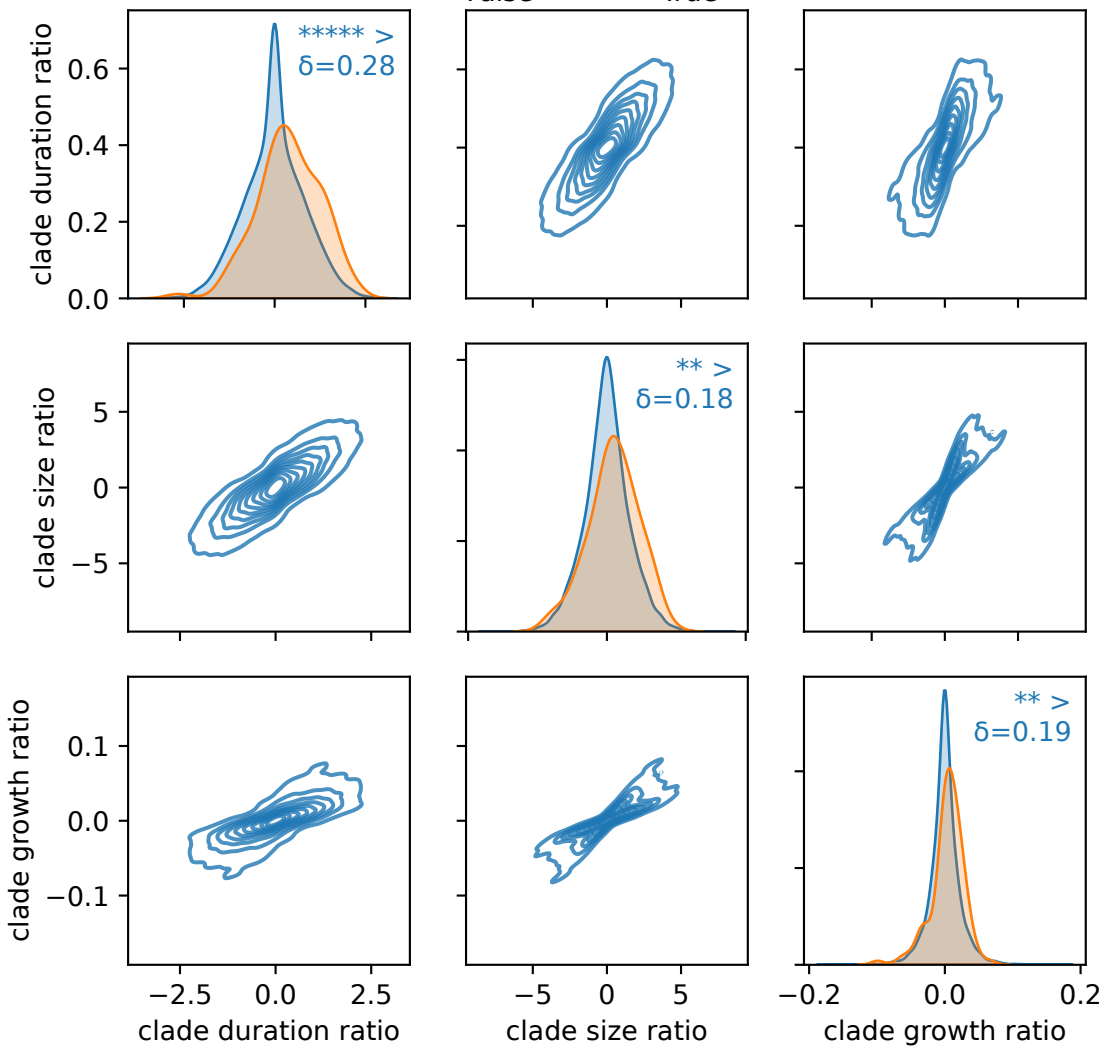 ***** >
δ=0.28
clade duration ratio
0.6
0.4
0.2
0.0
** >
δ=0.18
clade size ratio
5
0
−5
** >
δ=0.19
clade growth ratio
0.1
0.0
−0.1
−2.5 0.0 2.5
−5 0 5
−0.2 0.0 0.2
clade duration ratio
clade size ratio
clade growth ratio